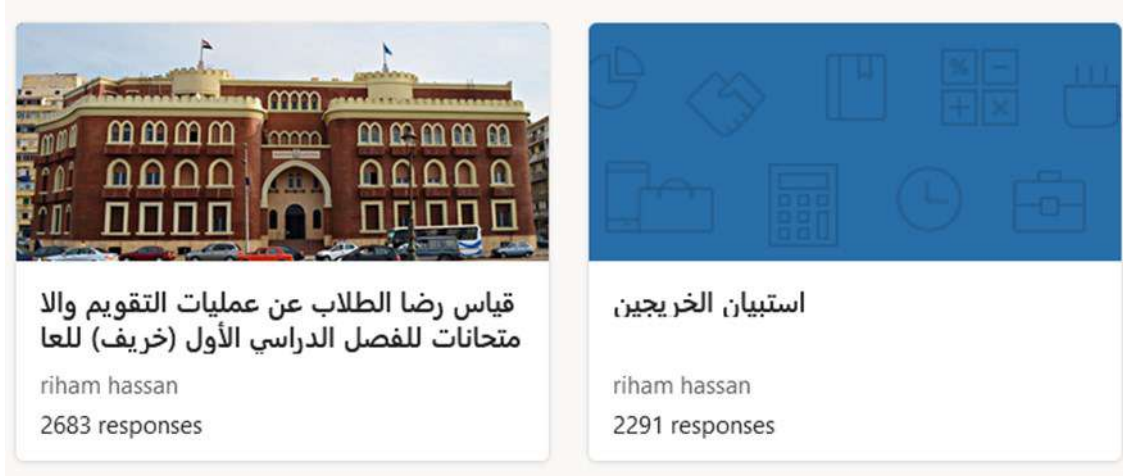 قياس رضا الطلاب عن عمليات التقويم والا
متحانات للفصل الدراسي الأول (خريف) للعا
riham hassan
2683 responses
استبيان الخريجين
riham hassan
2291 responses